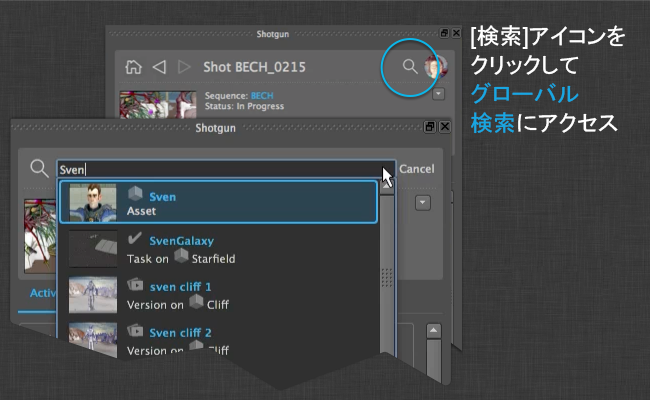 Shotgun
Shot BECH_0215
Sequence: BECH
Status: In Progress
[検索]アイコンを
クリックして
グローバル
検索にアクセス
Shotgun
Sven
Cancel
Sven
Asset
SvenGalaxy
Task on Starfield
sven cliff 1
Version on Cliff
Sven cliff 2
Version on Cliff
Activ